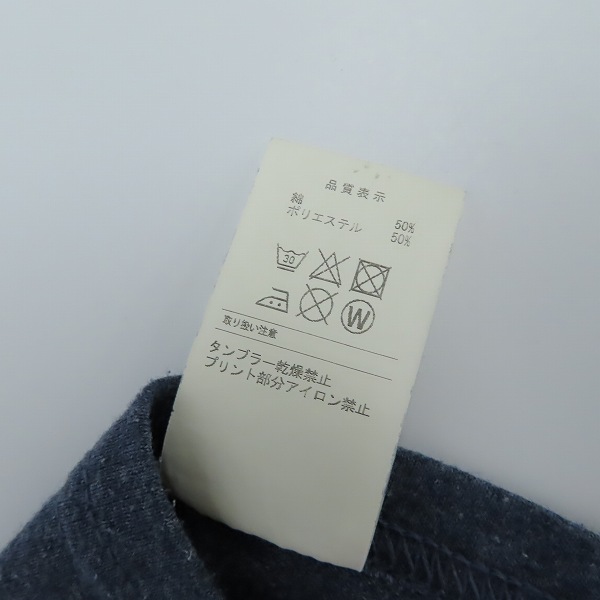 品質表示
綿 50%
ポリエステル 50%
30
W
取り扱い注意
タンブラー乾燥禁止
プリント部分アイロン禁止